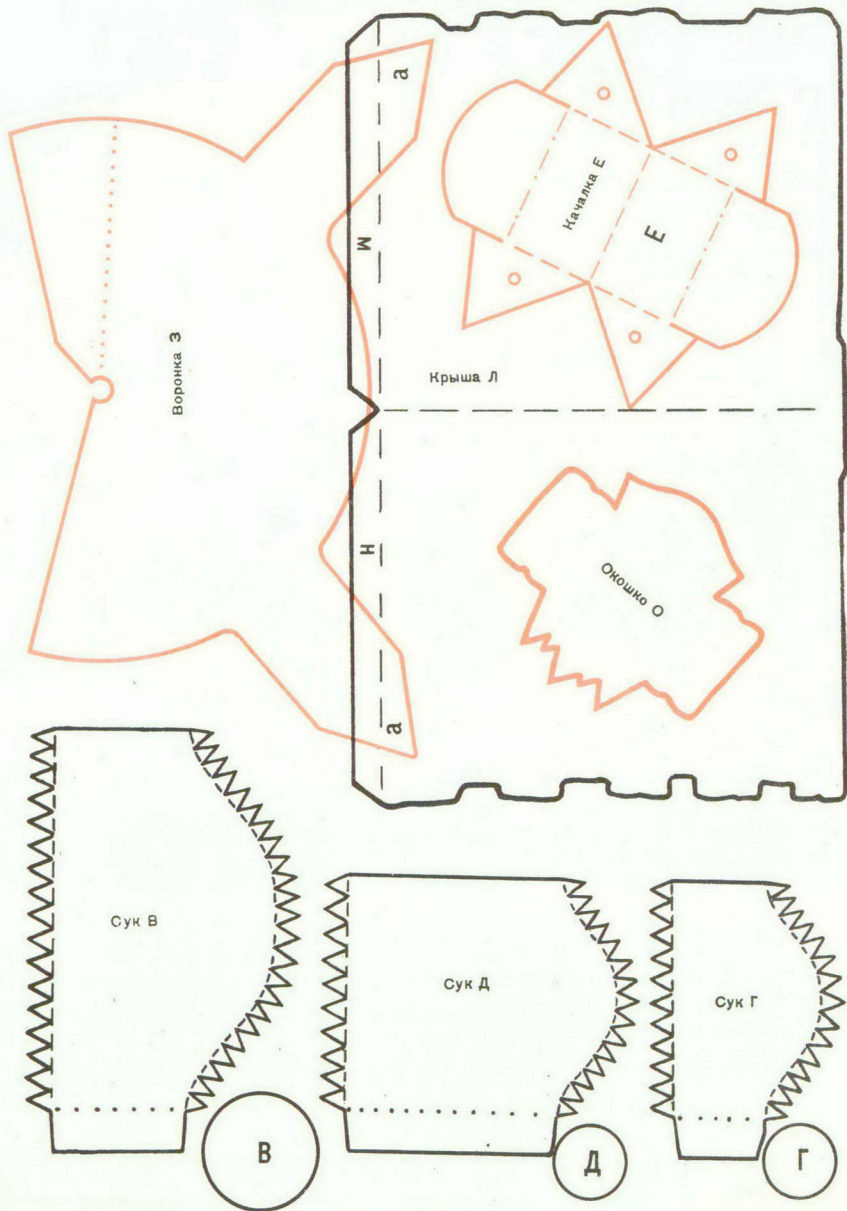 а
М
Качалка Е
Е
Воронка З
Крыша Л
Н
Окошко О
а
Сук В
Сук Д
Сук Г
В
Д
Г